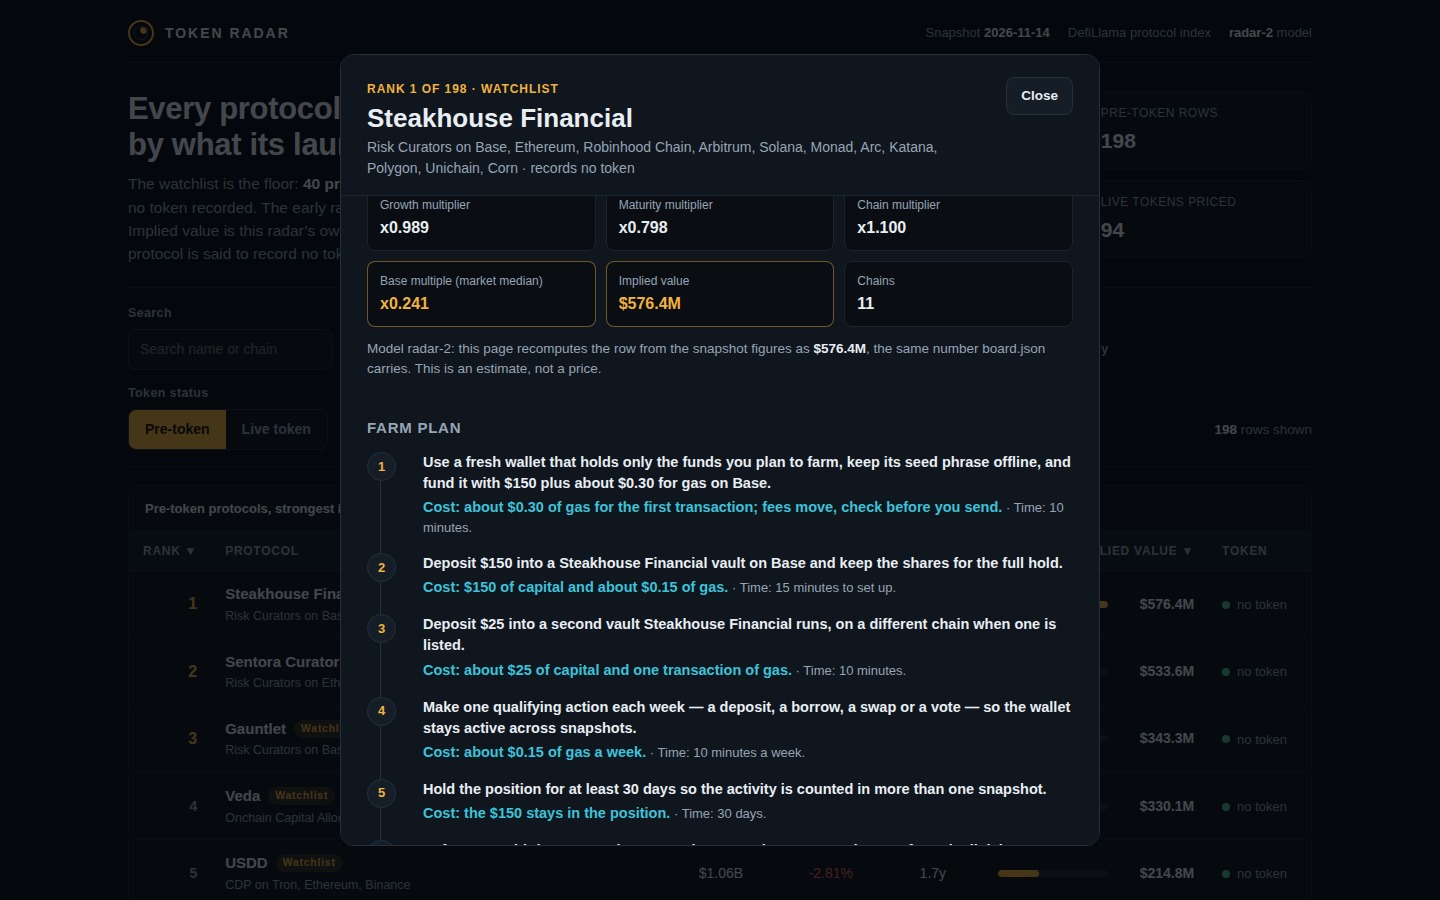 TOKEN RADAR
Snapshot 2026-11-14 DefiLlama protocol index radar-2 model
Every protocol
by what its
The watchlist is the floor: 40
no token recorded. The early
Implied value is this radar's
protocol is said to record no
PRE-TOKEN ROWS
198
LIVE TOKENS PRICED
94
Search
Search name or chain
Token status
Pre-token Live token
198 rows shown
Pre-token protocols, strongest
RANK ▼ PROTOCOL
VALUE ▼ TOKEN
1 Steakhouse
Risk Curators on
$576.4M no token
2 Sentora Curator
Risk Curators on
$533.6M no token
3 Gauntlet
Risk Curators on
$343.3M no token
4 Veda Watchlist
Onchain Capital
$330.1M no token
5 USDD Watchlist
CDP on Tron, Ethereum, Binance
$1.06B -2.81% 1.7y $214.8M no token
RANK 1 OF 198 · WATCHLIST
Close
Steakhouse Financial
Risk Curators on Base, Ethereum, Robinhood Chain, Arbitrum, Solana, Monad, Arc, Katana,
Polygon, Unichain, Corn · records no token
Growth multiplier Maturity multiplier Chain multiplier
x0.989 x0.798 x1.100
Base multiple (market median) Implied value Chains
x0.241 $576.4M 11
Model radar-2: this page recomputes the row from the snapshot figures as $576.4M, the same number board.json
carries. This is an estimate, not a price.
FARM PLAN
1 Use a fresh wallet that holds only the funds you plan to farm, keep its seed phrase offline, and
fund it with $150 plus about $0.30 for gas on Base.
Cost: about $0.30 of gas for the first transaction; fees move, check before you send. · Time: 10
minutes.
2 Deposit $150 into a Steakhouse Financial vault on Base and keep the shares for the full hold.
Cost: $150 of capital and about $0.15 of gas. · Time: 15 minutes to set up.
3 Deposit $25 into a second vault Steakhouse Financial runs, on a different chain when one is
listed.
Cost: about $25 of capital and one transaction of gas. · Time: 10 minutes.
4 Make one qualifying action each week — a deposit, a borrow, a swap or a vote — so the wallet
stays active across snapshots.
Cost: about $0.15 of gas a week. · Time: 10 minutes a week.
5 Hold the position for at least 30 days so the activity is counted in more than one snapshot.
Cost: the $150 stays in the position. · Time: 30 days.